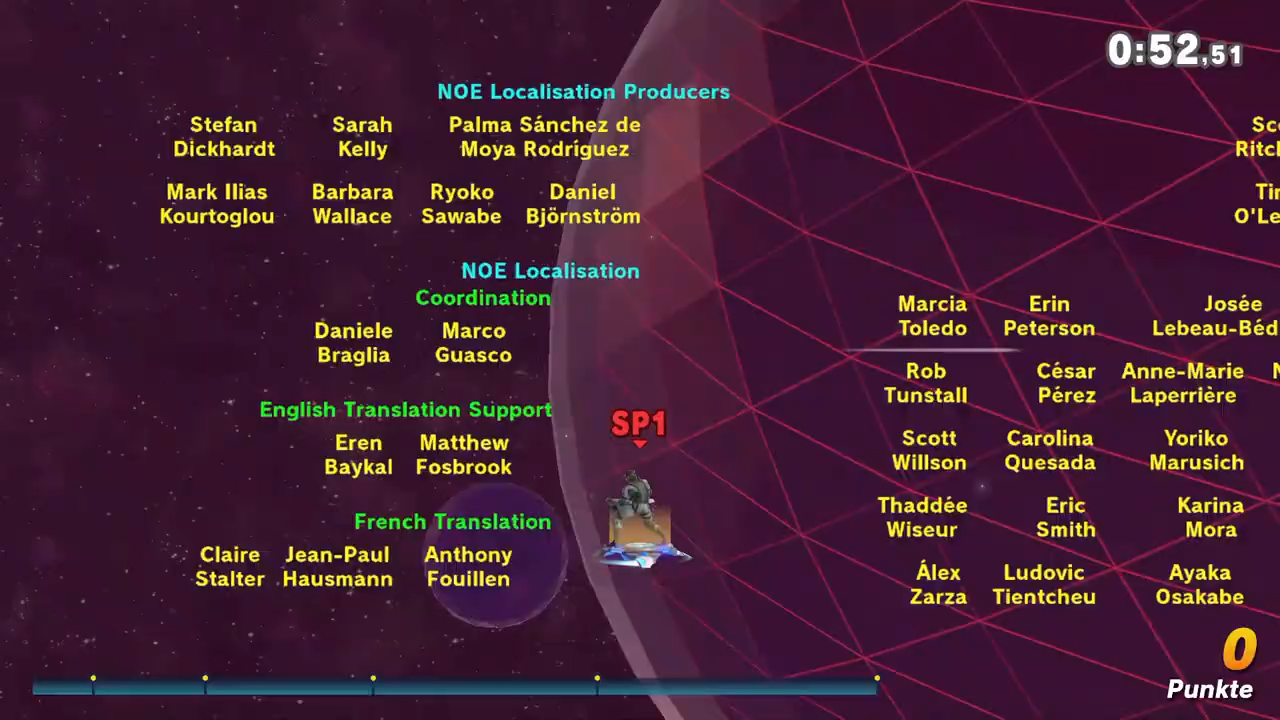 0:52,51
NOE Localisation Producers
Stefan Dickhardt
Sarah Kelly
Palma Sánchez de Moya Rodríguez
Mark Ilias Kourtoglou
Barbara Wallace
Ryoko Sawabe
Daniel Björnström
NOE Localisation
Coordination
Daniele Braglia
Marco Guasco
English Translation Support
Eren Baykal
Matthew Fosbrook
French Translation
Claire Stalter
Jean-Paul Hausmann
Anthony Fouillen
SP1
Marcia Toledo
Erin Peterson
Josée
Rob Tunstall
César Pérez
Anne-Marie Laperrière
Scott Willson
Carolina Quesada
Yoriko Marusich
Thaddée Wiseur
Eric Smith
Karina Mora
Álex Zarza
Ludovic Tientcheu
Ayaka Osakabe
0
Punkte